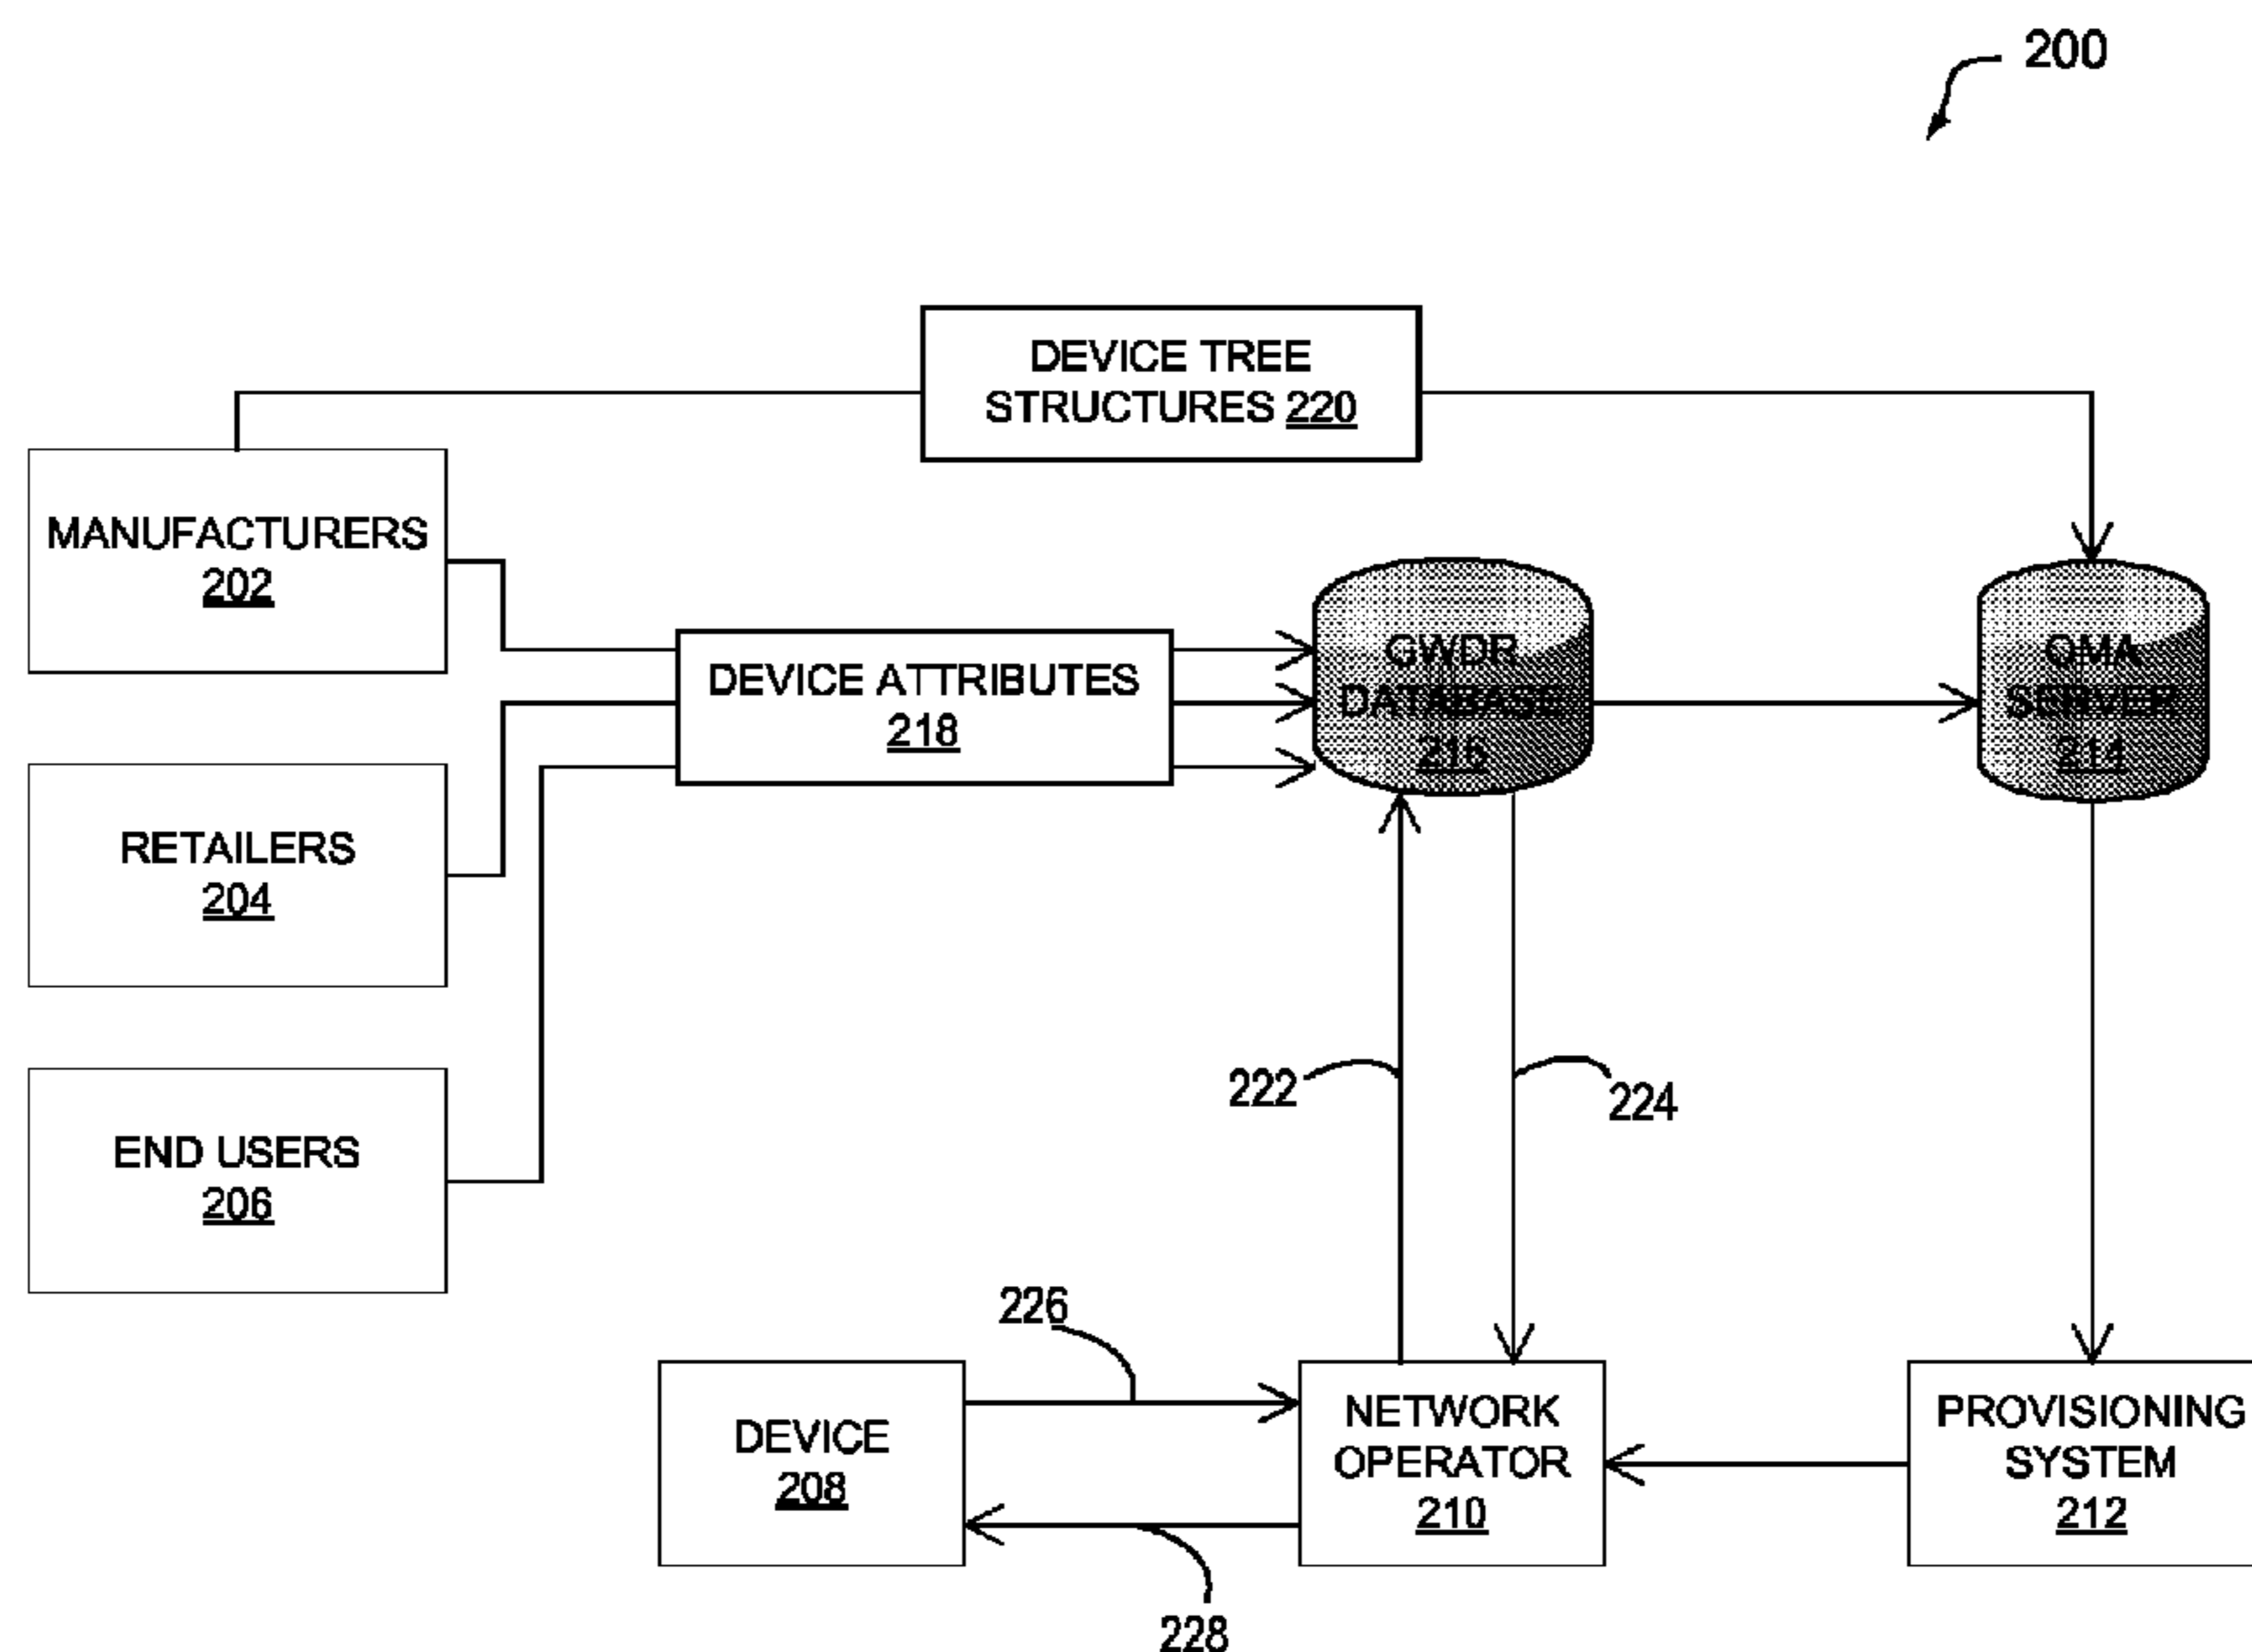 200
DEVICE TREE
STRUCTURES 220
MANUFACTURERS
202
DEVICE ATTRIBUTES
218
GWDR
DATABASE
216
OMA
SERVER
214
RETAILERS
204
END USERS
206
222
224
226
DEVICE
208
NETWORK
OPERATOR
210
PROVISIONING
SYSTEM
212
228